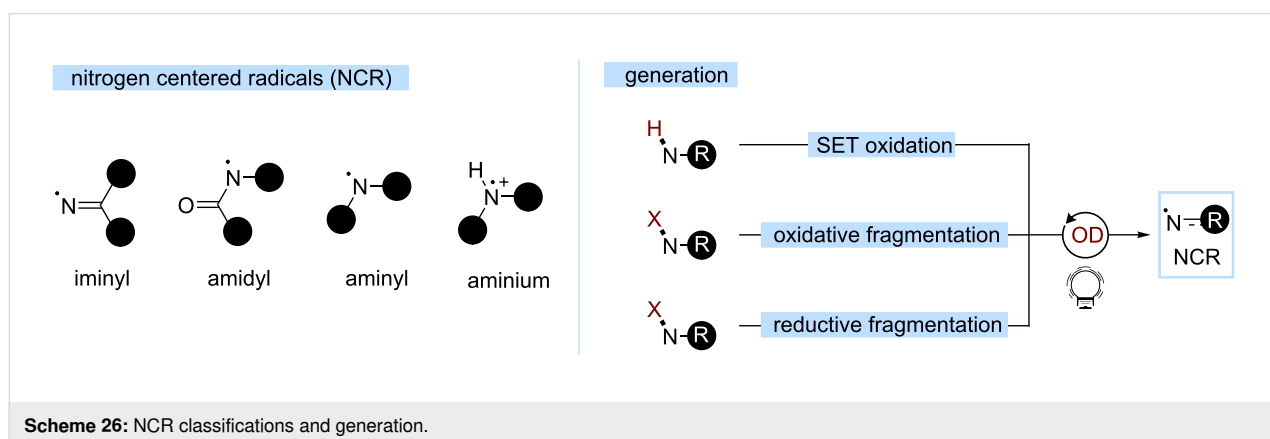 nitrogen centered radicals (NCR)
•N
iminyl
O
•
N
amidyl
•
N
aminyl
H
N•+
aminium
generation
H
N R
SET oxidation
X
N R
oxidative fragmentation
X
N R
reductive fragmentation
OD
•N R
NCR
Scheme 26: NCR classifications and generation.